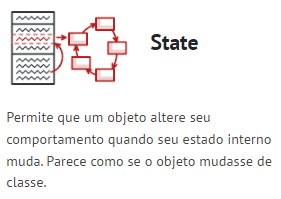 State
Permite que um objeto altere seu
comportamento quando seu estado interno
muda. Parece como se o objeto mudasse de
classe.